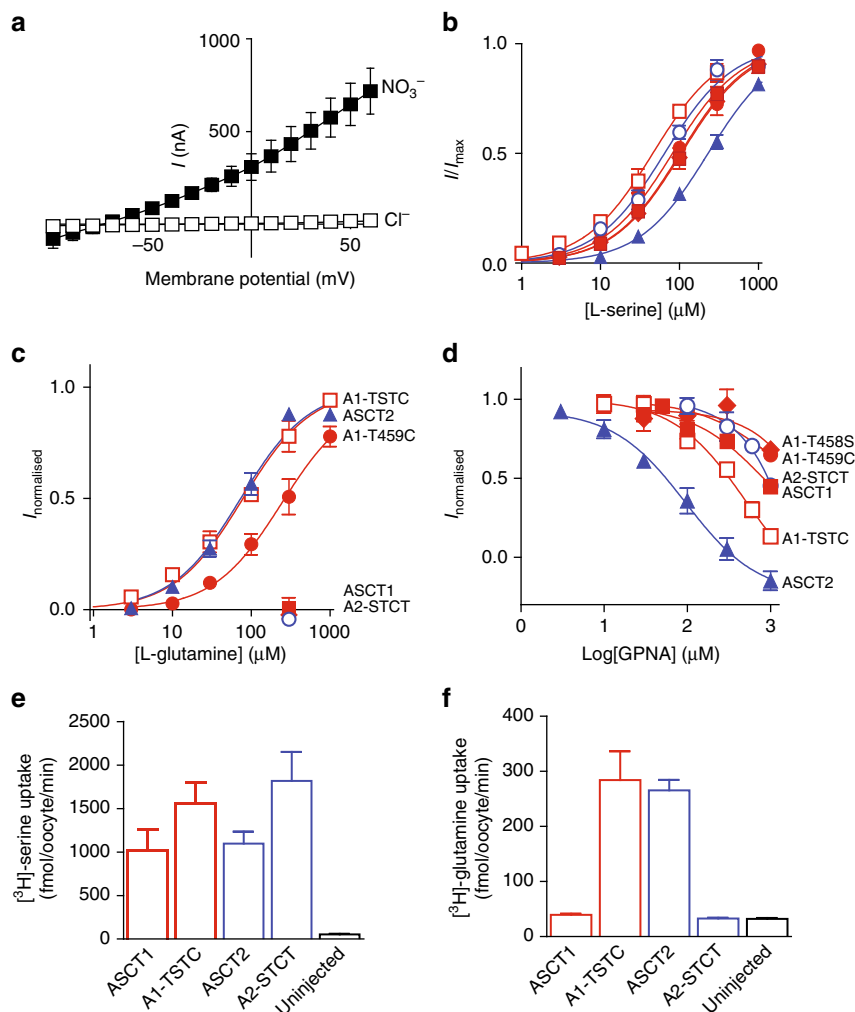 a
1000
500
I (nA)
NO₃⁻
Cl⁻
−50
0
50
Membrane potential (mV)
b
1.0
0.5
0.0
I/Imax
1
10
100
1000
[L-serine] (μM)
c
1.0
0.5
0.0
Inormalised
A1-TSTC
ASCT2
A1-T459C
ASCT1
A2-STCT
1
10
100
1000
[L-glutamine] (μM)
d
1.0
0.5
0.0
Inormalised
A1-T458S
A1-T459C
A2-STCT
ASCT1
A1-TSTC
ASCT2
0
1
2
3
Log[GPNA] (μM)
e
2500
2000
1500
1000
500
0
[³H]-serine uptake
(fmol/oocyte/min)
ASCT1
A1-TSTC
ASCT2
A2-STCT
Uninjected
f
400
300
200
100
0
[³H]-glutamine uptake
(fmol/oocyte/min)
ASCT1
A1-TSTC
ASCT2
A2-STCT
Uninjected